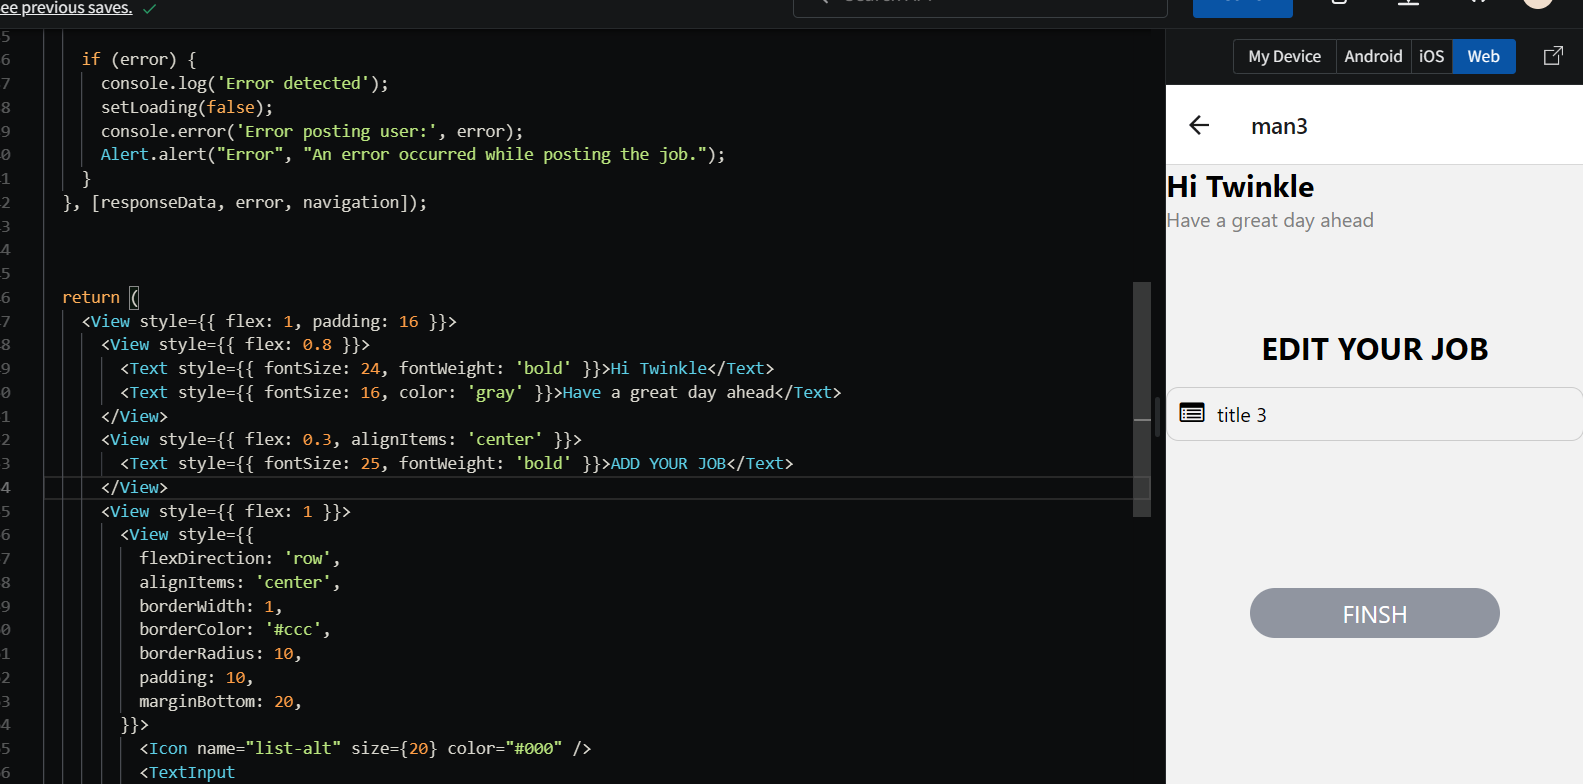 ee previous saves.
5
6 if (error) {
7 console.log('Error detected');
8 setLoading(false);
9 console.error('Error posting user:', error);
0 Alert.alert("Error", "An error occurred while posting the job.");
1 }
2 }, [responseData, error, navigation]);
3
4
5
6 return (
7 <View style={{ flex: 1, padding: 16 }}>
8 <View style={{ flex: 0.8 }}>
9 <Text style={{ fontSize: 24, fontWeight: 'bold' }}>Hi Twinkle</Text>
0 <Text style={{ fontSize: 16, color: 'gray' }}>Have a great day ahead</Text>
1 </View>
2 <View style={{ flex: 0.3, alignItems: 'center' }}>
3 <Text style={{ fontSize: 25, fontWeight: 'bold' }}>ADD YOUR JOB</Text>
4 </View>
5 <View style={{ flex: 1 }}>
6 <View style={{
7 flexDirection: 'row',
8 alignItems: 'center',
9 borderWidth: 1,
0 borderColor: '#ccc',
1 borderRadius: 10,
2 padding: 10,
3 marginBottom: 20,
4 }}>
5 <Icon name="list-alt" size={20} color="#000" />
6 <TextInput
My Device Android iOS Web
man3
Hi Twinkle
Have a great day ahead
EDIT YOUR JOB
title 3
FINSH